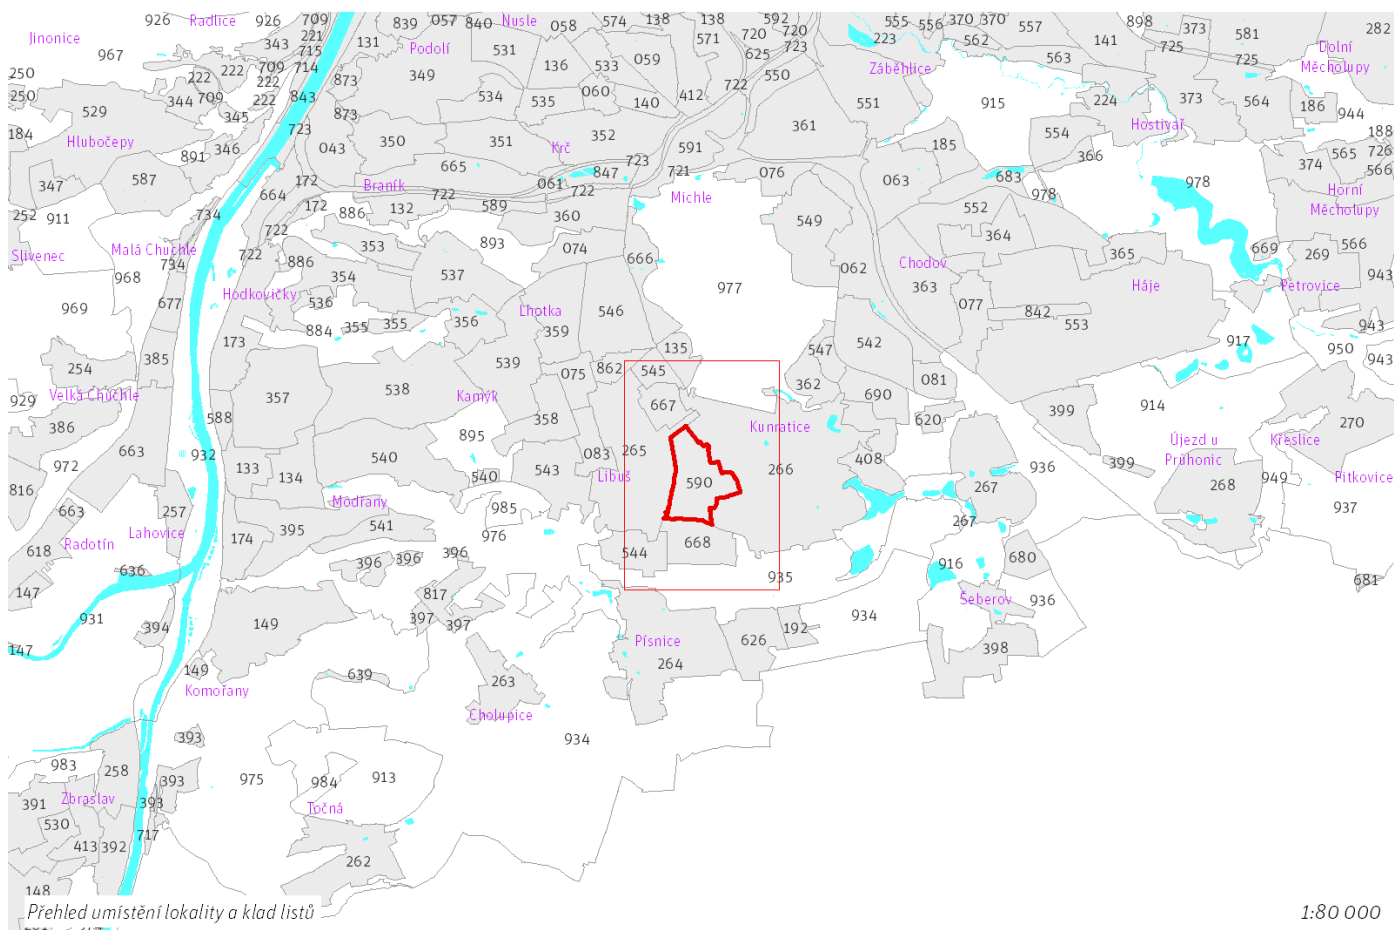 926 Radlice 926 709 839 057 840 Nusle 058 574 138 138 592 555 556 370 370 557 898 373 282
Jinonice 343 221 131 Podolí 571 720 720 223 562 141 581 Dolní
967 715 531 059 625 723 563 725 725 Měcholupy
250 222 222 709 714 873 349 136 533 722 550 Záběhlice
250 344 709 222 222 843 534 535 060 140 412 551 915 224 373 564 186 944
529 345 873 361 Hostivař
184 Hlubočepy 346 723 043 350 351 Krč 352 591 185 554 188
891 665 723 366 374 565 726
347 587 664 172 Braník 722 061 847 722 721 076 063 683 978 978 566
Horní
252 911 734 172 886 132 589 360 Michle 549 552 Měcholupy
722 353 893 364
Slivenec Malá Chuchle 722 886 074 666 062 Chodov 365 669 269 566
734 354 537 977 363 Háje Petrovice 943
968 677 Hodkovičky 536 Lhotka 546 077 842
969 884 355 355 356 359 553 943
173 135 547 542 917 950
254 385 539 075 862 545 362 081 943
929 Velká Chuchle 357 538 Kamýk 667 690 399 914
386 588 358 Kunratice 620 270
895 Újezd u Křeslice
972 663 932 540 083 265 408 936 Průhonic
816 133 134 540 543 Libuš 590 266 267 399 268 949 Pitkovice
663 257 Modřany 985 937
Radotín Lahovice 174 395 541 976 267
618 396 396 396 544 668 916 680
636 935 681
147 817 Šeberov 936
931 394 149 397 397 934
147 Písnice 626 192 398
149 639 264
Komořany 263
Cholupice
393 934
983 258 393 975 984 913
391 Zbraslav 393 Točná
530 717
413 392 262
148
Přehled umístění lokality a klad listů
1:80 000